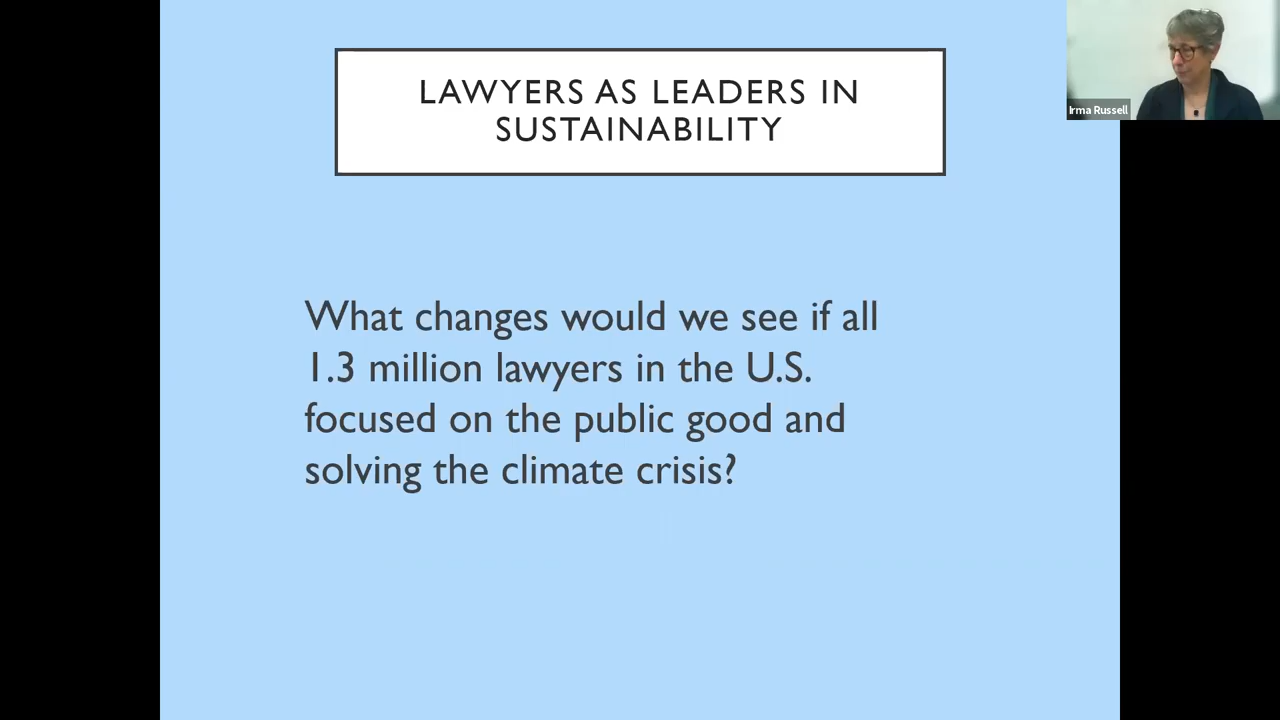 LAWYERS AS LEADERS IN
SUSTAINABILITY
Irma Russell
What changes would we see if all
1.3 million lawyers in the U.S.
focused on the public good and
solving the climate crisis?